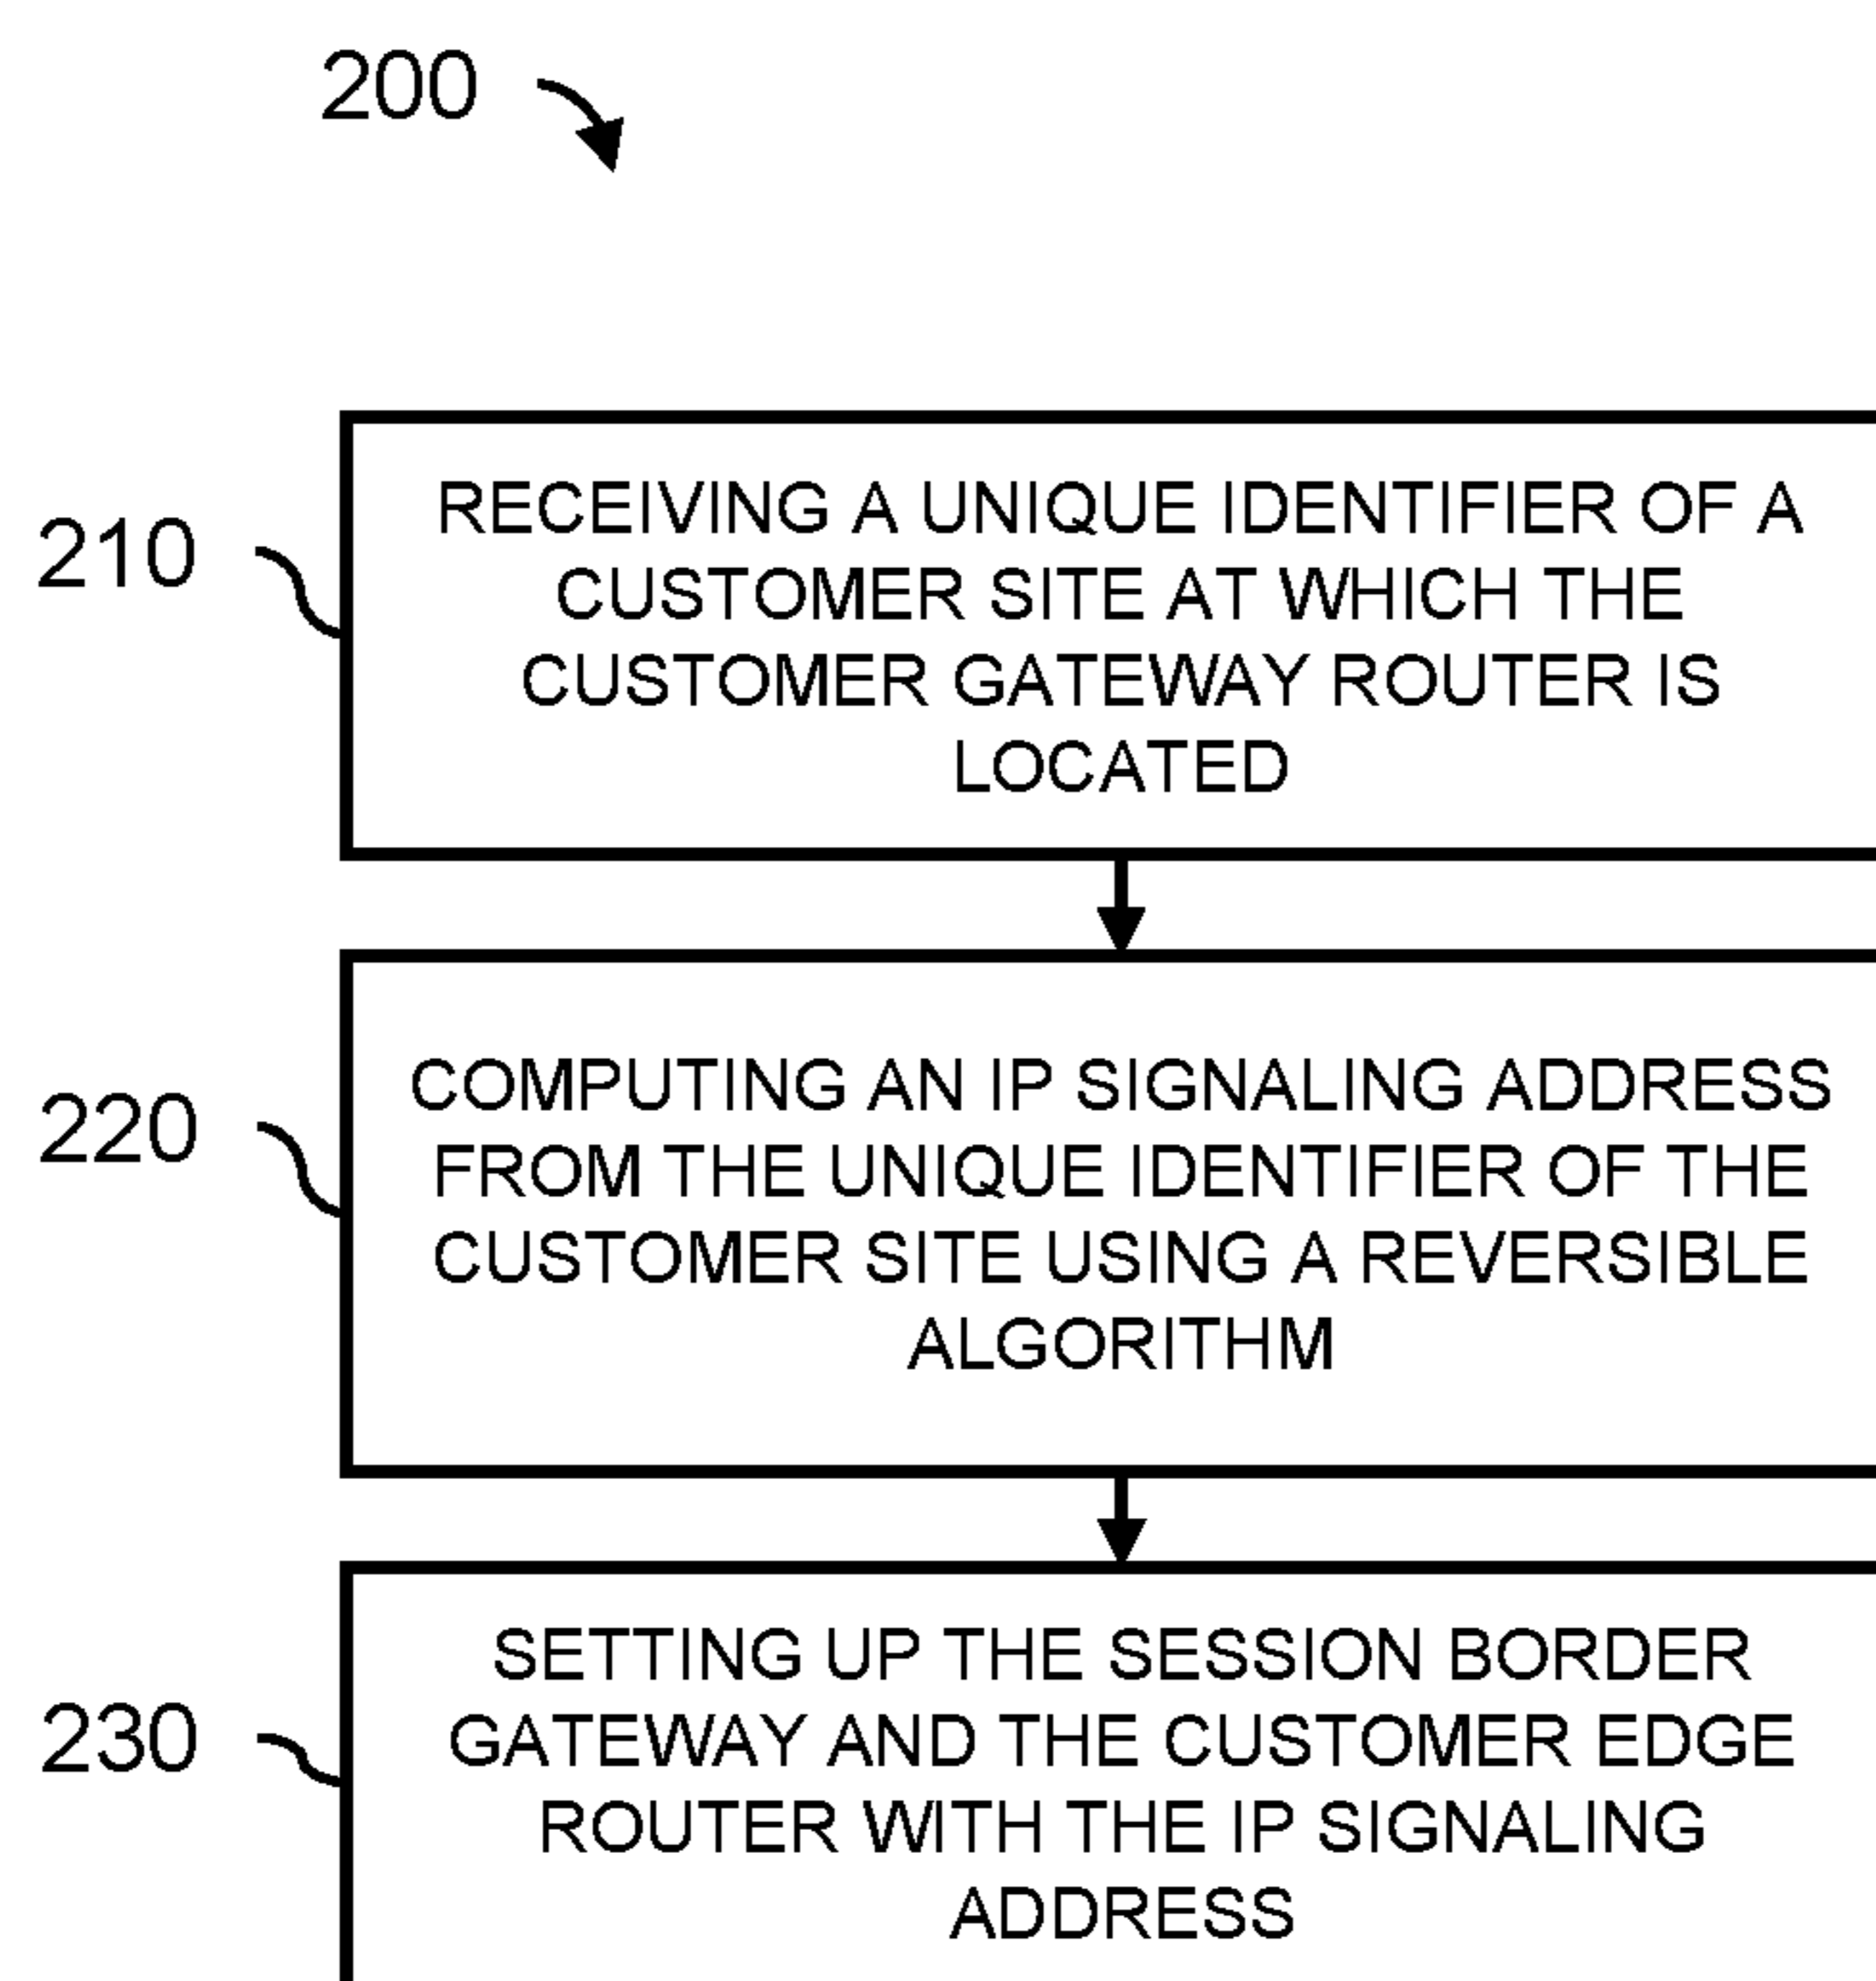 200
210
RECEIVING A UNIQUE IDENTIFIER OF A
CUSTOMER SITE AT WHICH THE
CUSTOMER GATEWAY ROUTER IS
LOCATED
220
COMPUTING AN IP SIGNALING ADDRESS
FROM THE UNIQUE IDENTIFIER OF THE
CUSTOMER SITE USING A REVERSIBLE
ALGORITHM
230
SETTING UP THE SESSION BORDER
GATEWAY AND THE CUSTOMER EDGE
ROUTER WITH THE IP SIGNALING
ADDRESS